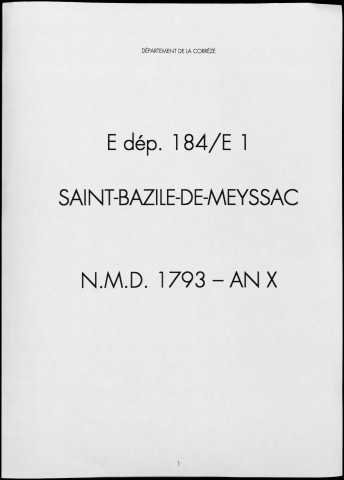 DÉPARTEMENT DE LA CORRÈZE
E dép. 184/E 1
SAINT-BAZILE-DE-MEYSSAC
N.M.D. 1793 – AN X
1